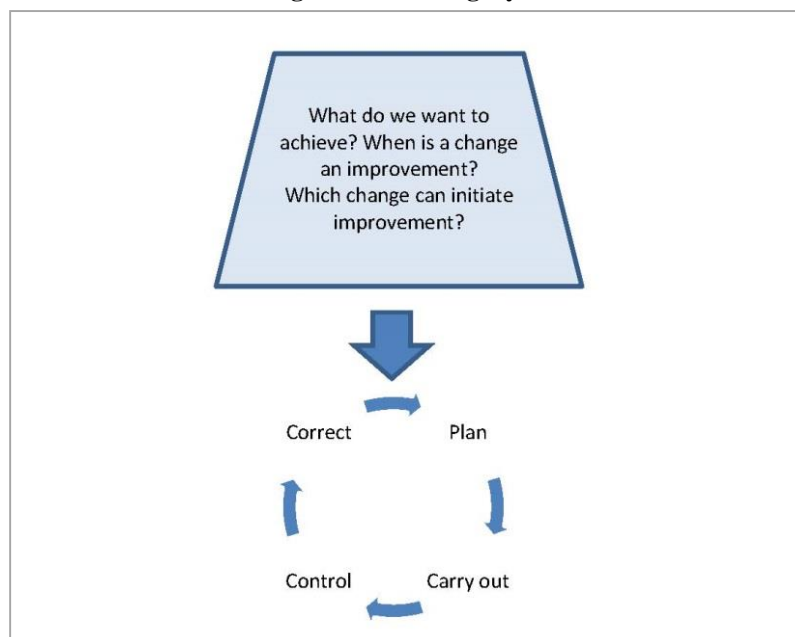 What do we want to
achieve? When is a change
an improvement?
Which change can initiate
improvement?
Correct
Plan
Control
Carry out